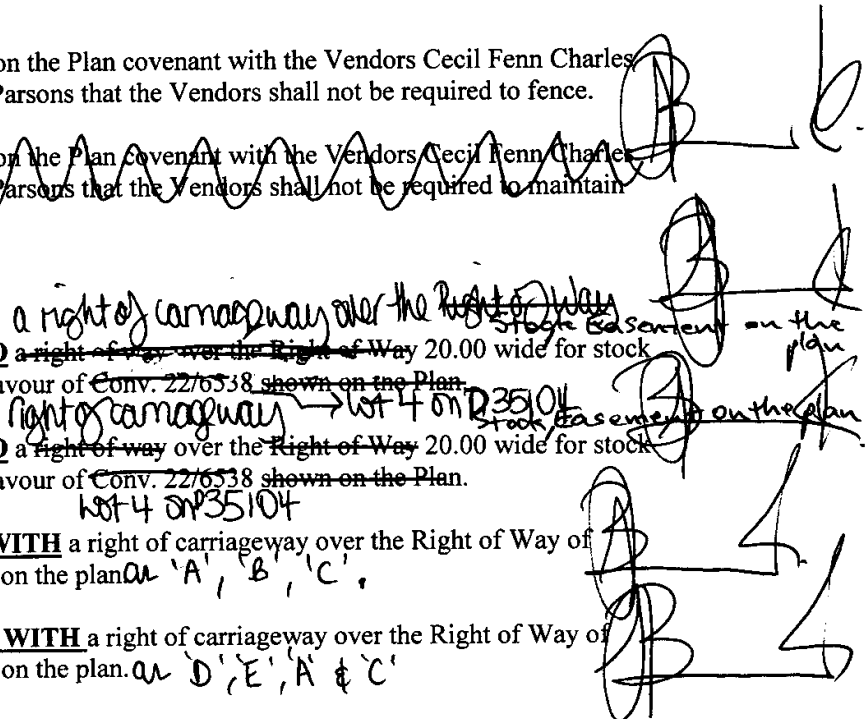 on the Plan covenant with the Vendors Cecil Fenn Charles
Parsons that the Vendors shall not be required to fence.
on the Plan covenant with the Vendors Cecil Fenn Charles
Parsons that the Vendors shall not be required to maintain
a right of carriageway over the Right of Way
Stock Easement on the
plan
D a right of way over the Right of Way 20.00 wide for stock
avour of Conv. 22/6538 shown on the Plan.
right of carriageway → Lot 4 on D35104
Stock Easement on the plan
D a right of way over the Right of Way 20.00 wide for stock
avour of Conv. 22/6538 shown on the Plan.
Lot 4 on P35104
WITH a right of carriageway over the Right of Way of
on the plan as 'A', 'B', 'C'.
WITH a right of carriageway over the Right of Way of
on the plan. as 'D', 'E', 'A' & 'C'